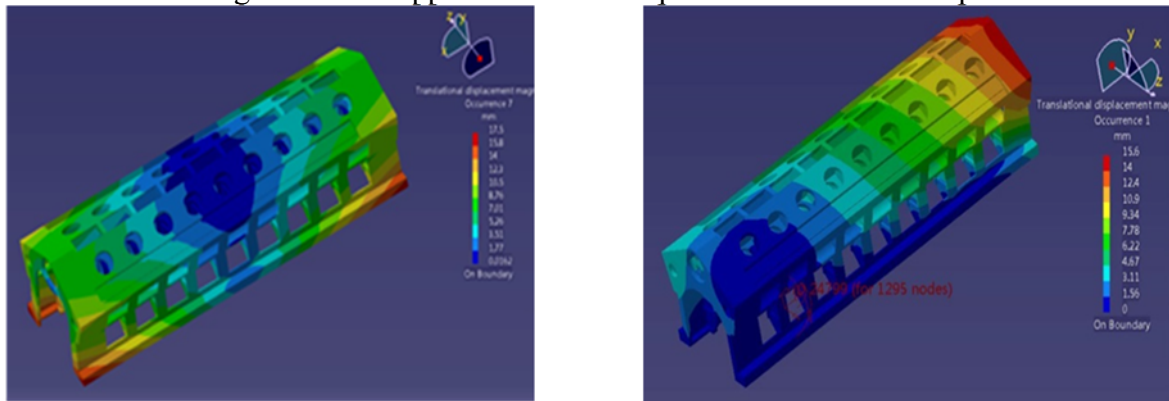 z
y
x
Translational displacement mag
Occurrence 7
mm
17.5
15.8
14
12.3
10.5
8.76
7.01
5.26
3.51
1.77
On Boundary
y
x
z
Translational displacement mag
Occurrence 1
mm
15.6
14
12.4
10.9
9.34
7.78
6.22
4.67
3.11
1.56
0
On Boundary
(for 1295 nodes)